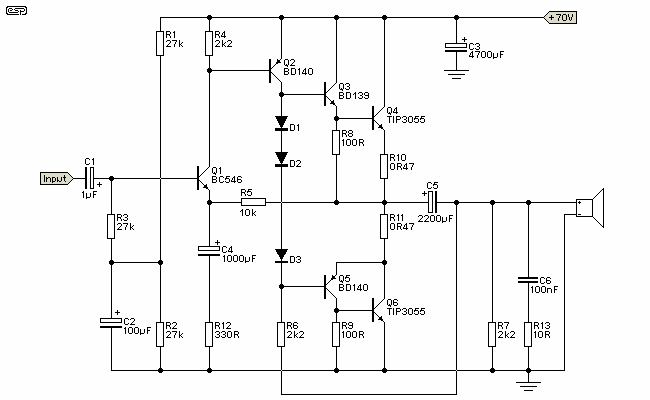 esp
+70V
R1
27k
R4
2k2
Q2
BD140
C3
4700µF
Q3
BD139
Q4
TIP3055
D1
R8
100R
D2
R10
0R47
C1
Input
1µF
Q1
BC546
R5
10k
C5
2200µF
R3
27k
R11
0R47
C4
1000µF
D3
Q5
BD140
C6
100nF
Q6
TIP3055
C2
100µF
R2
27k
R12
330R
R6
2k2
R9
100R
R7
2k2
R13
10R